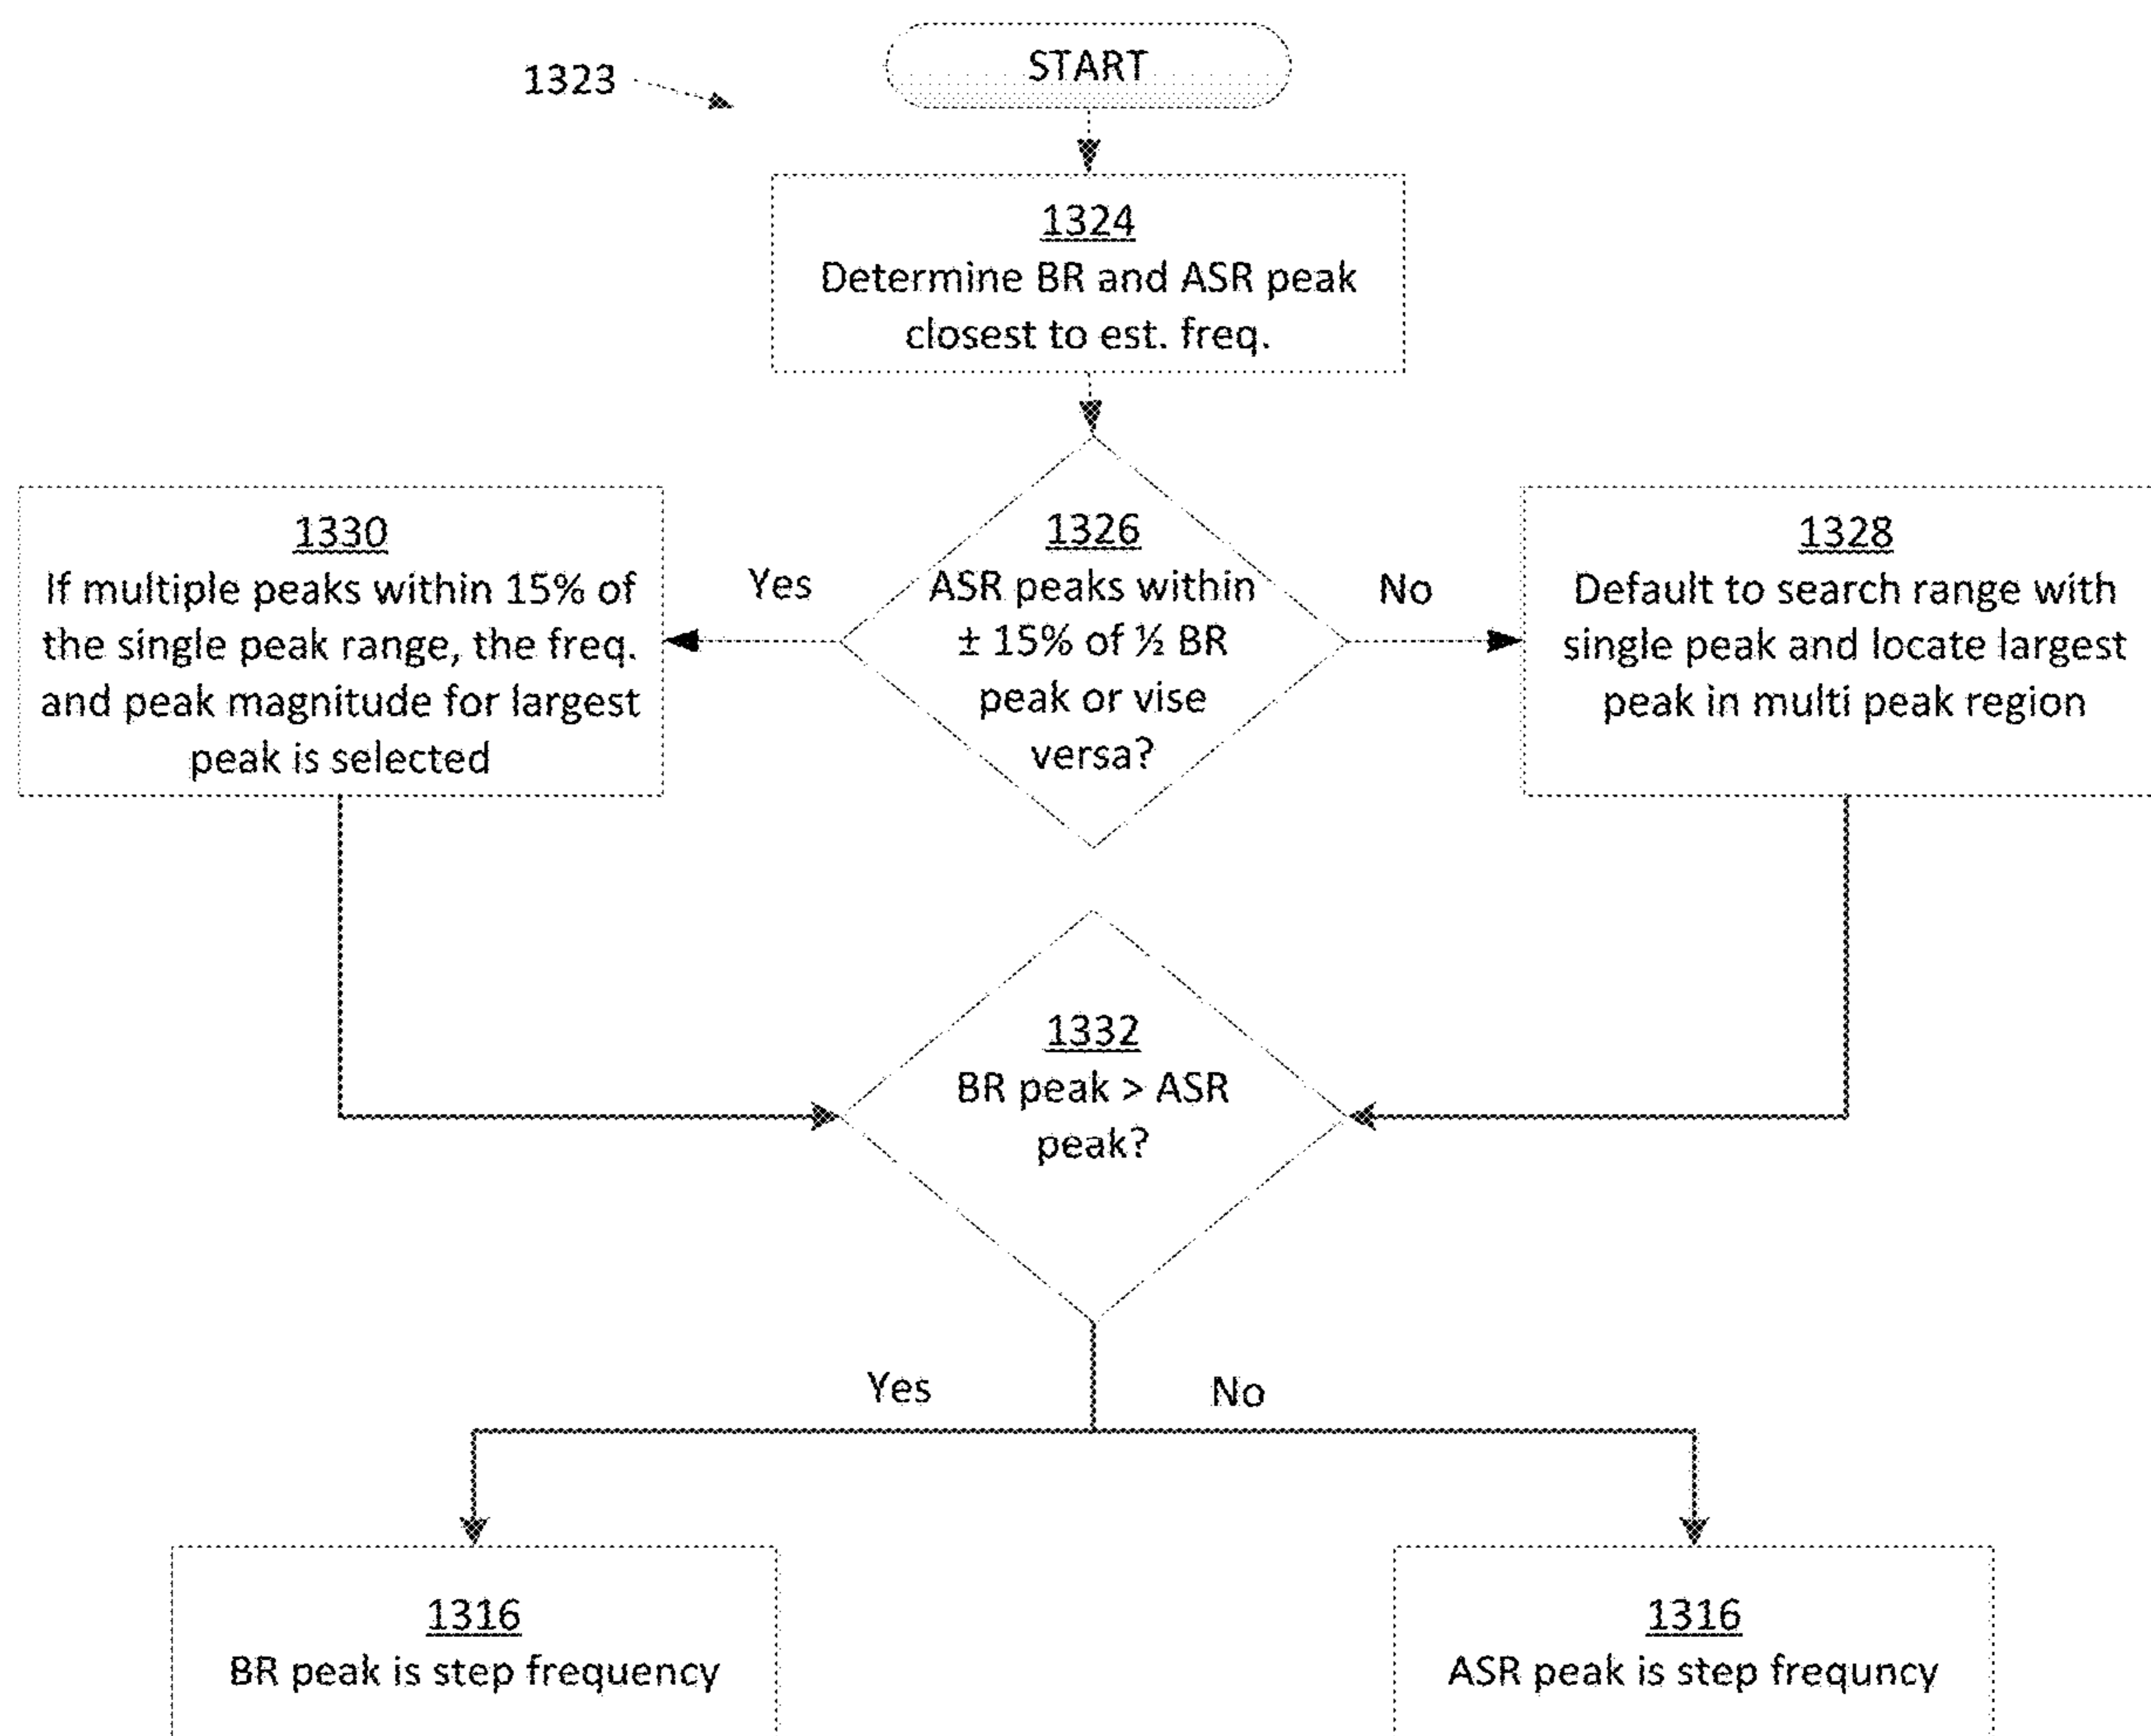 START
1323
1324
Determine BR and ASR peak
closest to est. freq.
1330
If multiple peaks within 15% of
the single peak range, the freq.
and peak magnitude for largest
peak is selected
Yes
1326
ASR peaks within
± 15% of ½ BR
peak or vise
versa?
No
1328
Default to search range with
single peak and locate largest
peak in multi peak region
1332
BR peak > ASR
peak?
Yes
No
1316
BR peak is step frequency
1316
ASR peak is step frequncy